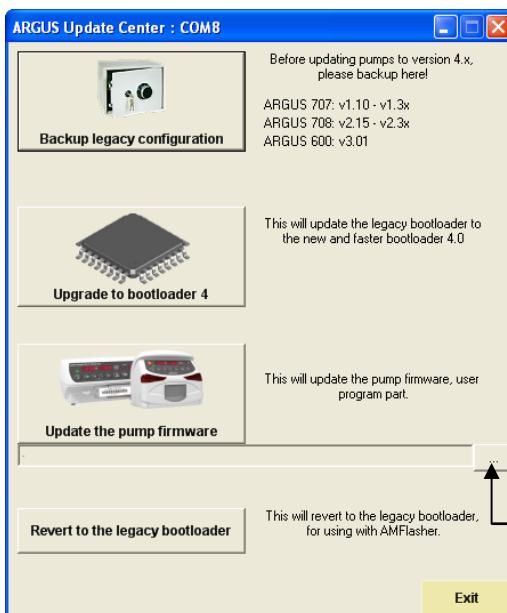 ARGUS Update Center : COM8
Before updating pumps to version 4.x,
please backup here!
ARGUS 707: v1.10 - v1.3x
ARGUS 708: v2.15 - v2.3x
ARGUS 600: v3.01
Backup legacy configuration
This will update the legacy bootloader to
the new and faster bootloader 4.0
Upgrade to bootloader 4
This will update the pump firmware, user
program part.
Update the pump firmware
...
Revert to the legacy bootloader
This will revert to the legacy bootloader,
for using with AMFlasher.
Exit